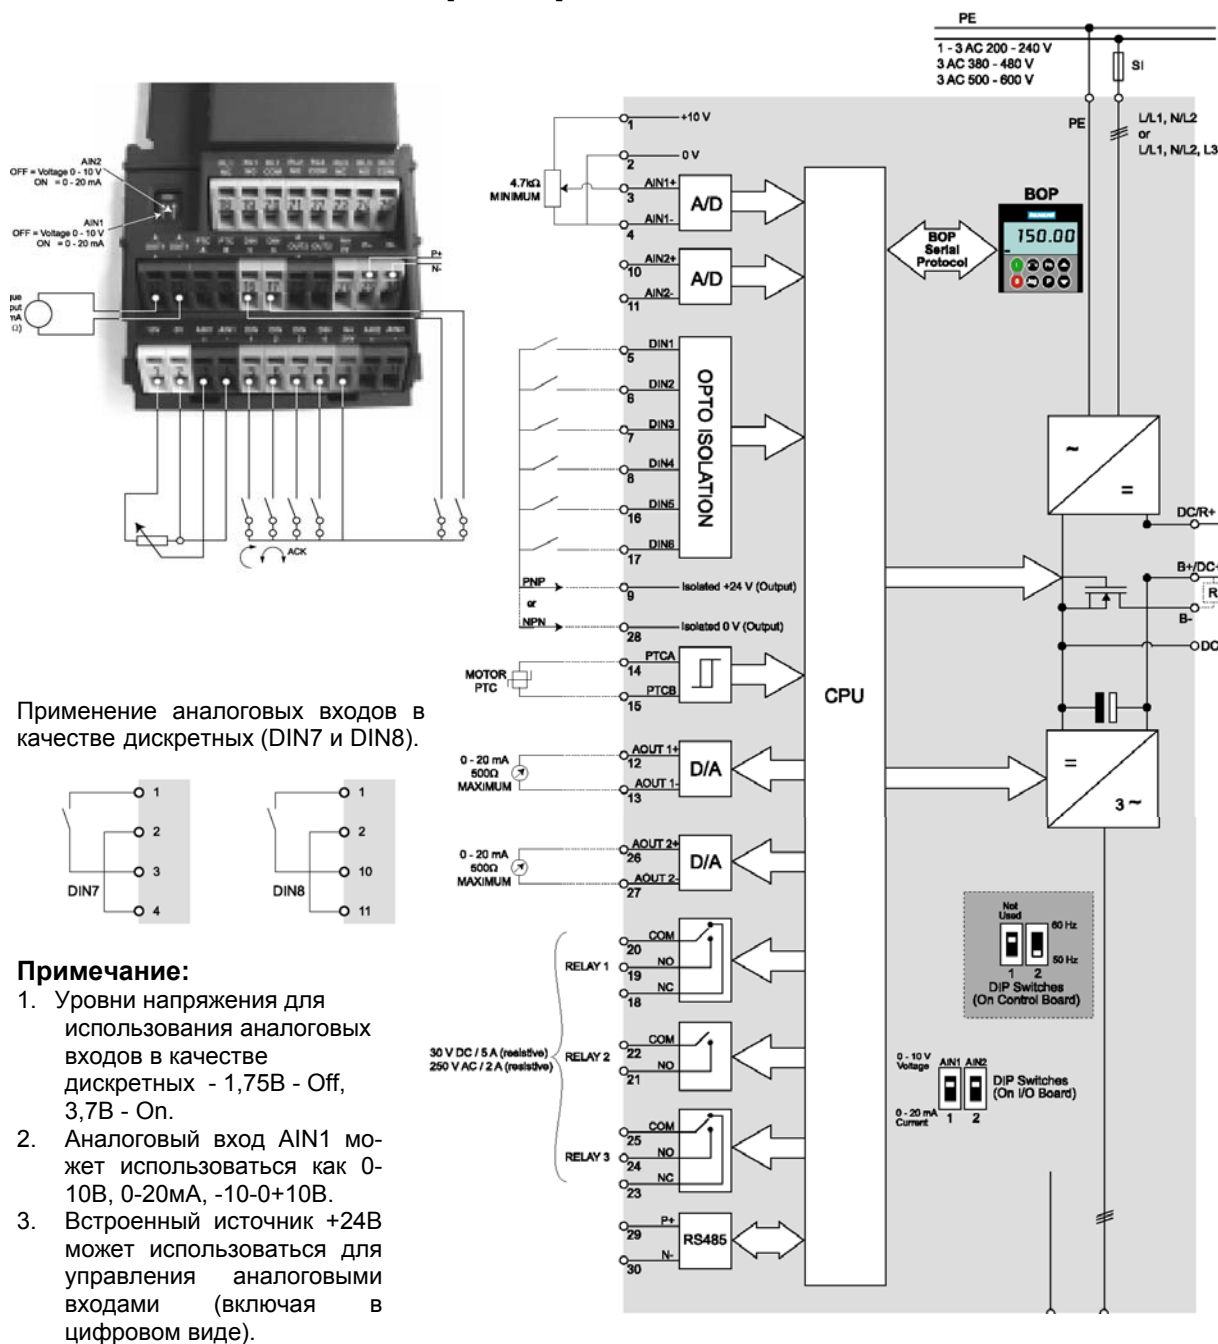 PE
1 - 3 AC 200 - 240 V
3 AC 380 - 480 V
3 AC 500 - 600 V
SI
PE
L/L1, N/L2
or
L/L1, N/L2, L3
AIN2
OFF = Voltage 0 - 10 V
ON = 0 - 20 mA
AIN1
OFF = Voltage 0 - 10 V
ON = 0 - 20 mA
P+
N-
ACK
1
+10 V
2
0 V
4.7kΩ
MINIMUM
AIN1+
3
AIN1-
4
A/D
AIN2+
10
AIN2-
11
A/D
BOP
Serial
Protocol
BOP
SIEMENS
150.00
DIN1
5
DIN2
6
DIN3
7
DIN4
8
DIN5
16
DIN6
17
OPTO ISOLATION
PNP
or
NPN
9
Isolated +24 V (Output)
28
Isolated 0 V (Output)
MOTOR
PTC
PTCA
14
PTCB
15
CPU
~
=
DC/R+
B+/DC+
R
B-
DC
=
3 ~
0 - 20 mA
500Ω
MAXIMUM
AOUT 1+
12
AOUT 1-
13
D/A
0 - 20 mA
500Ω
MAXIMUM
AOUT 2+
26
AOUT 2-
27
D/A
30 V DC / 5 A (resistive)
250 V AC / 2 A (resistive)
RELAY 1
COM
20
NO
19
NC
18
RELAY 2
COM
22
NO
21
RELAY 3
COM
25
NO
24
NC
23
P+
29
N-
30
RS485
Not
Used
60 Hz
50 Hz
1 2
DIP Switches
(On Control Board)
0 - 10 V
Voltage
AIN1 AIN2
0 - 20 mA
Current
1 2
DIP Switches
(On I/O Board)
Применение аналоговых входов в
качестве дискретных (DIN7 и DIN8).
1
2
3
4
DIN7
1
2
10
11
DIN8
Примечание:
1. Уровни напряжения для
использования аналоговых
входов в качестве
дискретных - 1,75В - Off,
3,7В - On.
2. Аналоговый вход AIN1 мо-
жет использоваться как 0-
10В, 0-20мА, -10-0+10В.
3. Встроенный источник +24В
может использоваться для
управления аналоговыми
входами (включая в
цифровом виде).